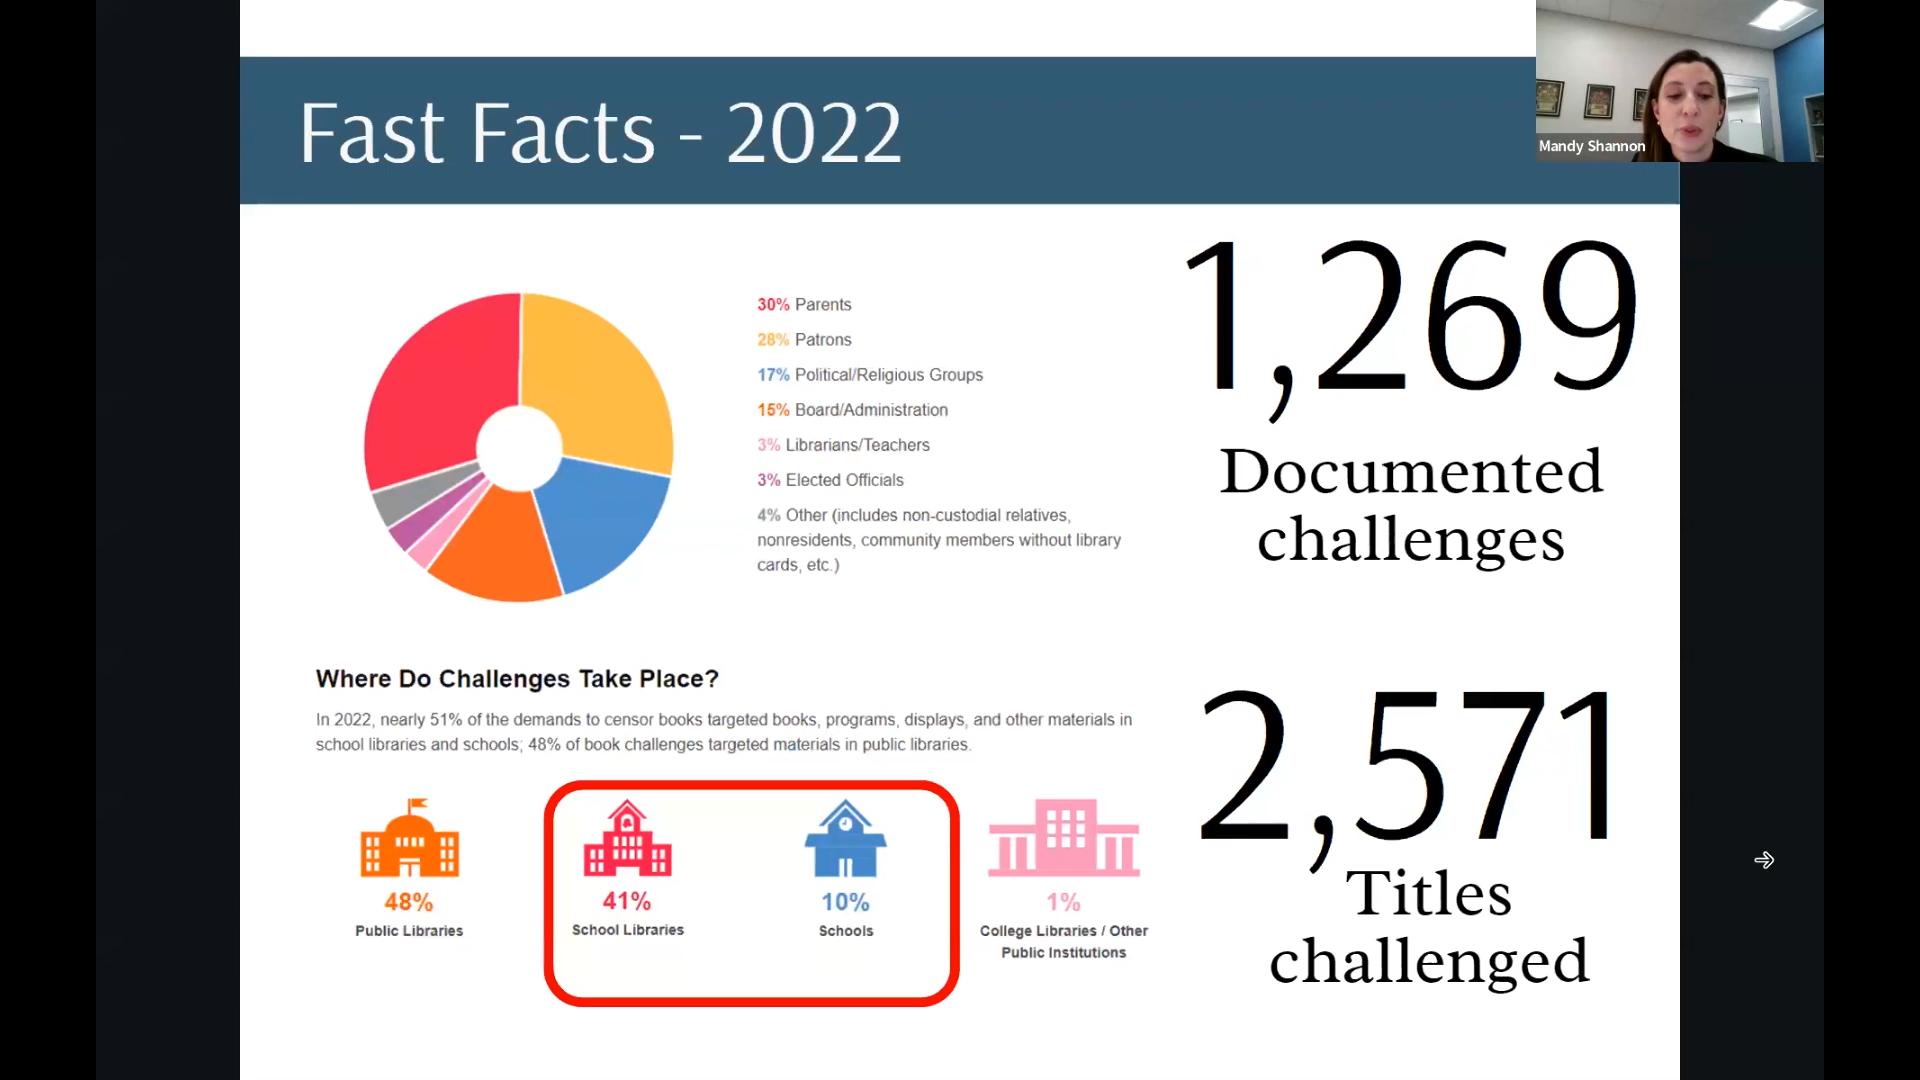 Fast Facts - 2022
Mandy Shannon
30% Parents
28% Patrons
17% Political/Religious Groups
15% Board/Administration
3% Librarians/Teachers
3% Elected Officials
4% Other (includes non-custodial relatives,
nonresidents, community members without library
cards, etc.)
1,269
Documented
challenges
Where Do Challenges Take Place?
In 2022, nearly 51% of the demands to censor books targeted books, programs, displays, and other materials in
school libraries and schools; 48% of book challenges targeted materials in public libraries.
48%
Public Libraries
41%
School Libraries
10%
Schools
1%
College Libraries / Other
Public Institutions
2,571
Titles
challenged